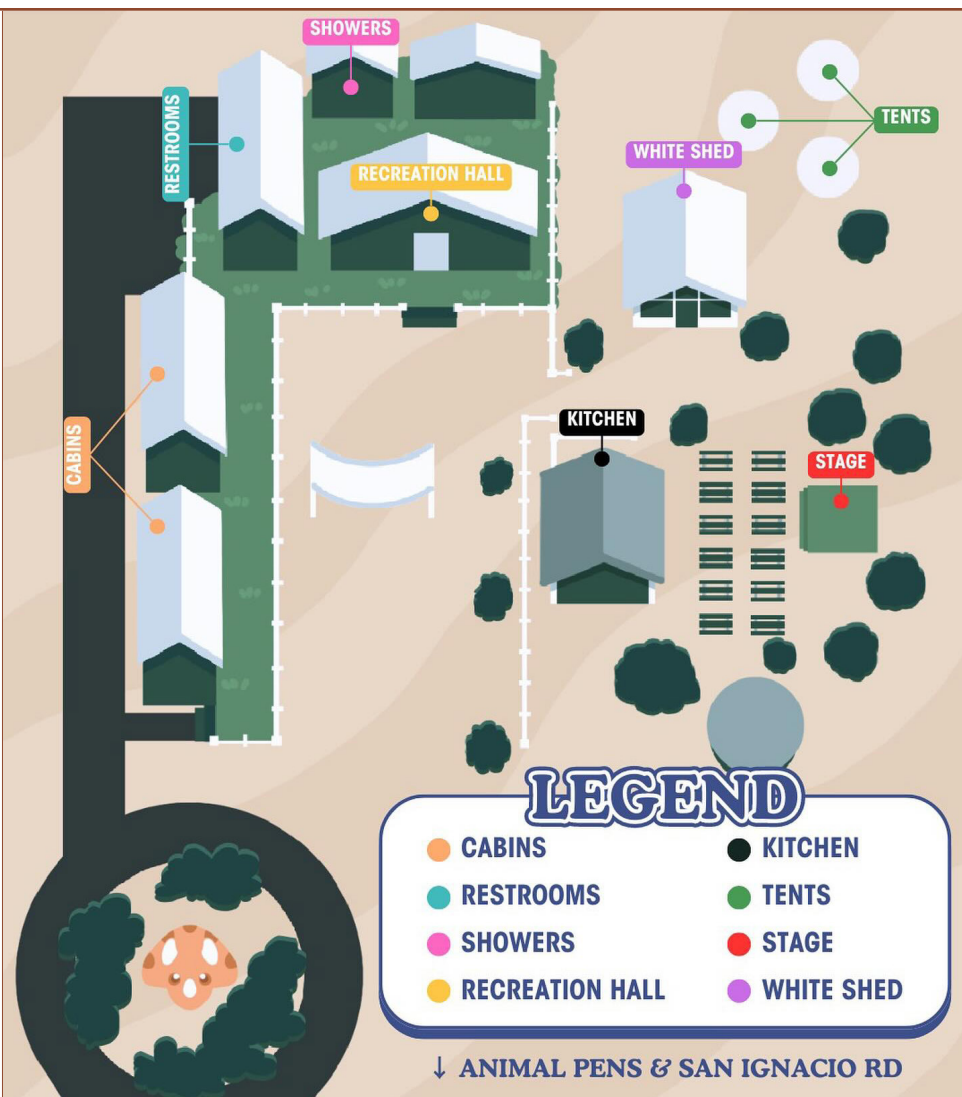 SHOWERS
RESTROOMS
TENTS
WHITE SHED
RECREATION HALL
CABINS
KITCHEN
STAGE
LEGEND
CABINS
RESTROOMS
SHOWERS
RECREATION HALL
KITCHEN
TENTS
STAGE
WHITE SHED
↓ ANIMAL PENS & SAN IGNACIO RD